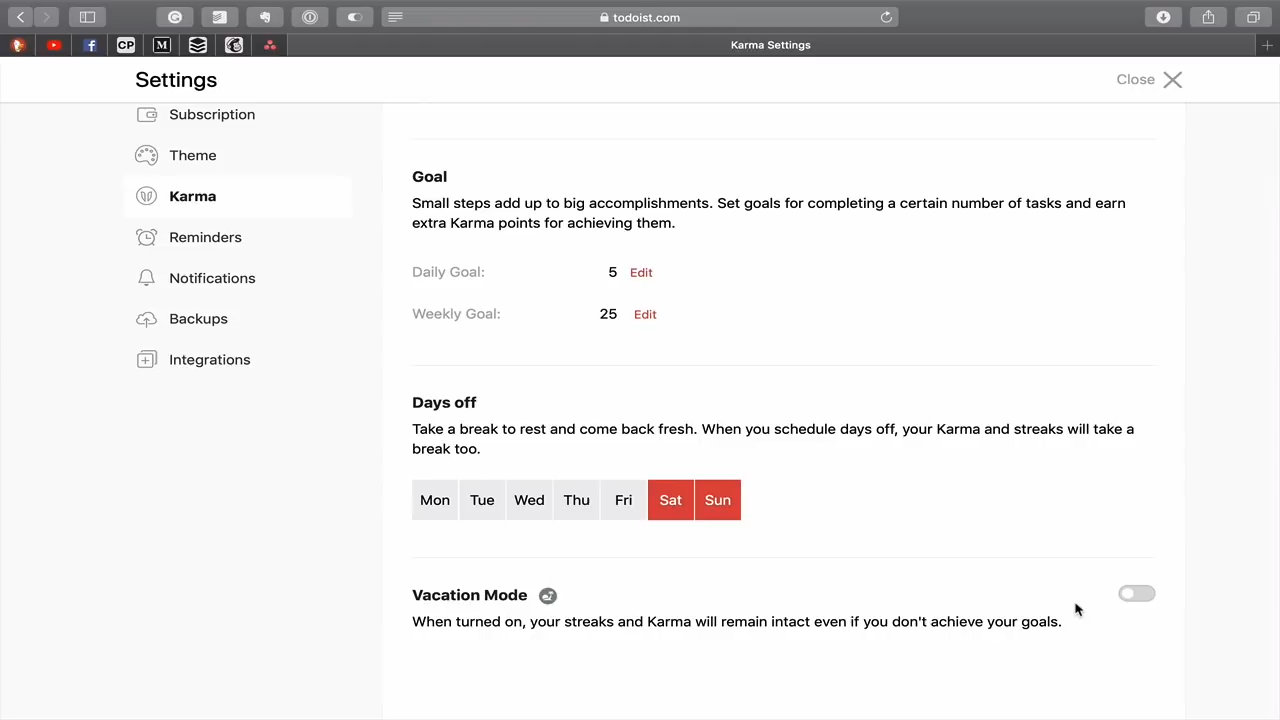 todoist.com
CP
M
Karma Settings
Settings
Close
Subscription
Theme
Karma
Reminders
Notifications
Backups
Integrations
Goal
Small steps add up to big accomplishments. Set goals for completing a certain number of tasks and earn
extra Karma points for achieving them.
Daily Goal: 5 Edit
Weekly Goal: 25 Edit
Days off
Take a break to rest and come back fresh. When you schedule days off, your Karma and streaks will take a
break too.
Mon Tue Wed Thu Fri Sat Sun
Vacation Mode
When turned on, your streaks and Karma will remain intact even if you don't achieve your goals.